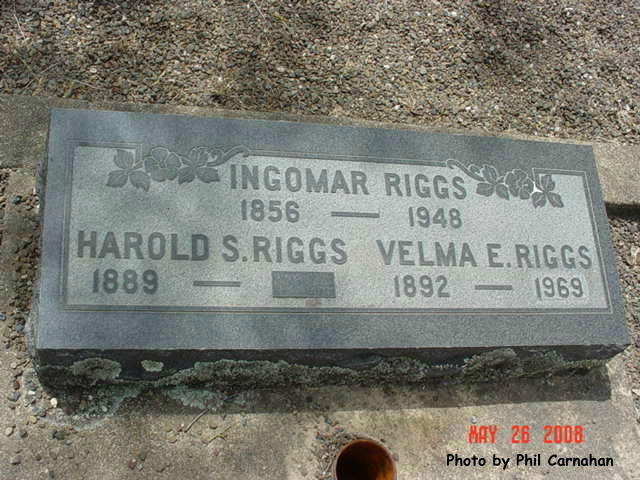 INGOMAR RIGGS
1856 — 1948
HAROLD S. RIGGS
1889 —
VELMA E. RIGGS
1892 — 1969
MAY 26 2008
Photo by Phil Carnahan